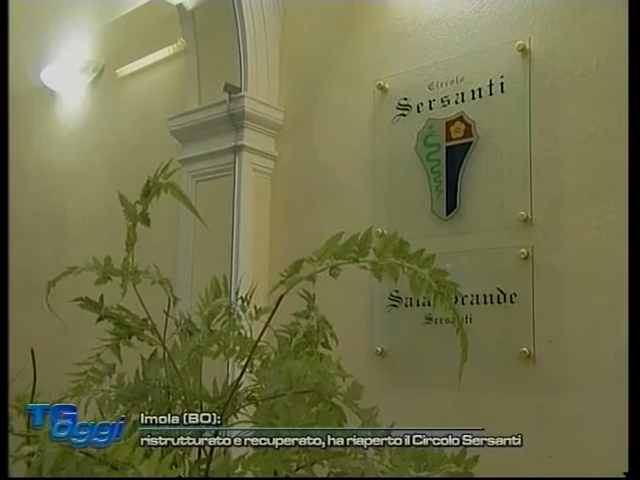 Circolo
Sersanti
Sala Grande
Sersanti
TG oggi
Imola (BO):
ristrutturato e recuperato, ha riaperto il Circolo Sersanti